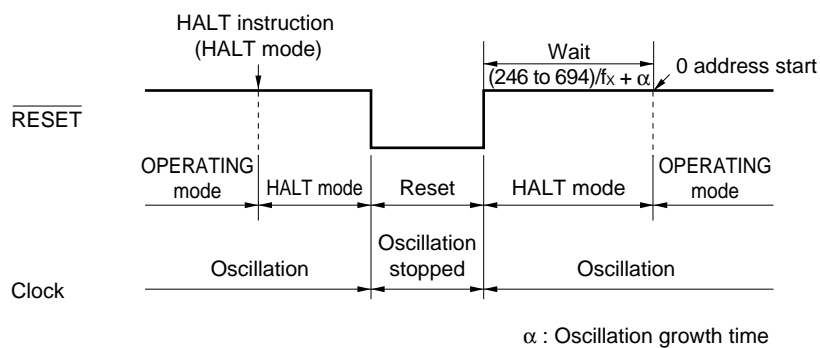 HALT instruction
(HALT mode)
Wait
(246 to 694)/fx + α
0 address start
RESET
OPERATING
mode
HALT mode
Reset
HALT mode
OPERATING
mode
Oscillation
Oscillation
stopped
Oscillation
Clock
α : Oscillation growth time